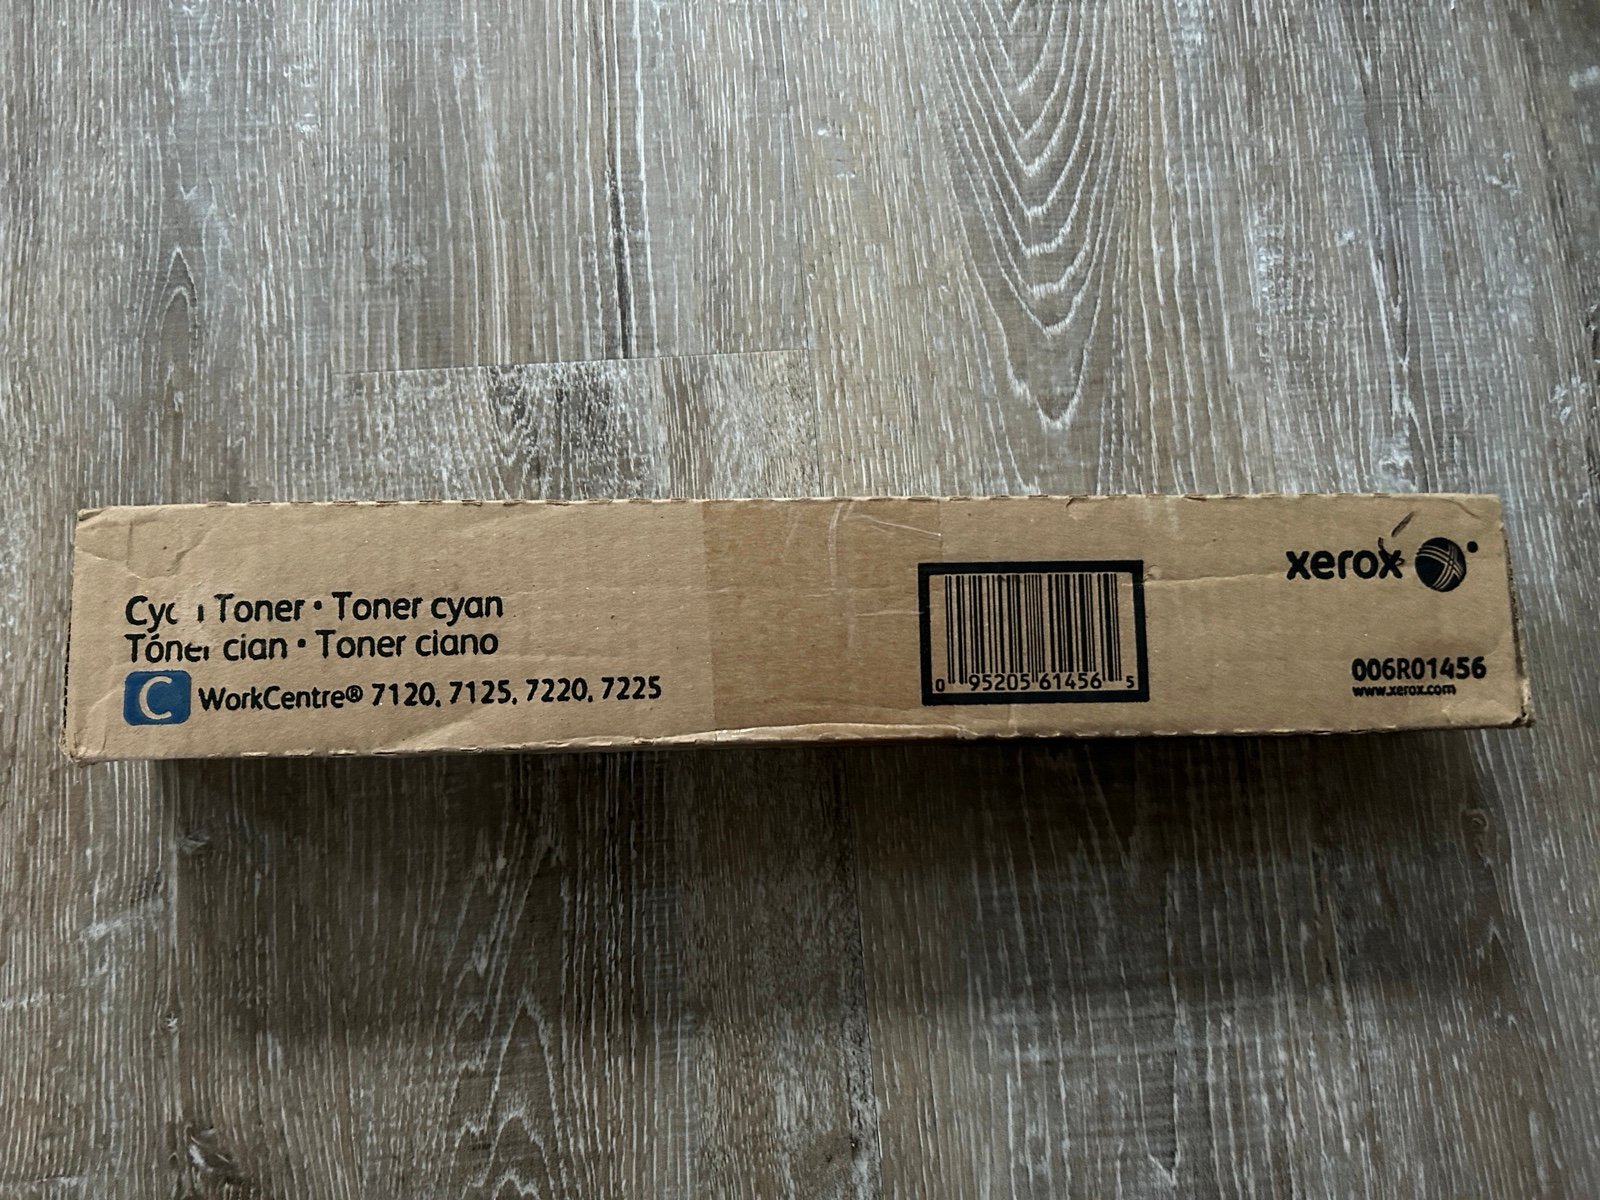 Toner • Toner cyan
Tóner cian • Toner ciano
C WorkCentre® 7120, 7125, 7220, 7225
0 95205 61456 5
xerox
006R01456
www.xerox.com